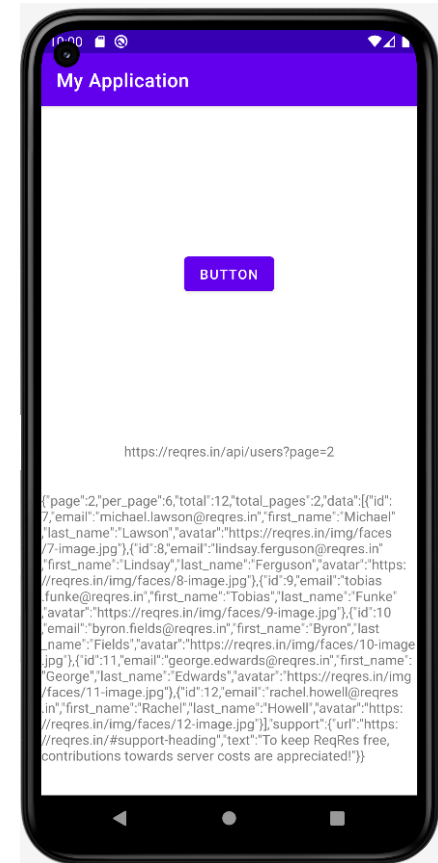 10:00
My Application
BUTTON
https://reqres.in/api/users?page=2
{"page":2,"per_page":6,"total":12,"total_pages":2,"data":[{"id":
7,"email":"michael.lawson@reqres.in","first_name":"Michael"
,"last_name":"Lawson","avatar":"https://reqres.in/img/faces
/7-image.jpg"},{"id":8,"email":"lindsay.ferguson@reqres.in"
,"first_name":"Lindsay","last_name":"Ferguson","avatar":"https:
//reqres.in/img/faces/8-image.jpg"},{"id":9,"email":"tobias
.funke@reqres.in","first_name":"Tobias","last_name":"Funke"
,"avatar":"https://reqres.in/img/faces/9-image.jpg"},{"id":10
,"email":"byron.fields@reqres.in","first_name":"Byron","last
_name":"Fields","avatar":"https://reqres.in/img/faces/10-image
.jpg"},{"id":11,"email":"george.edwards@reqres.in","first_name":
"George","last_name":"Edwards","avatar":"https://reqres.in/img
/faces/11-image.jpg"},{"id":12,"email":"rachel.howell@reqres
.in","first_name":"Rachel","last_name":"Howell","avatar":"https:
//reqres.in/img/faces/12-image.jpg"}],"support":{"url":"https:
//reqres.in/#support-heading","text":"To keep ReqRes free,
contributions towards server costs are appreciated!"}}